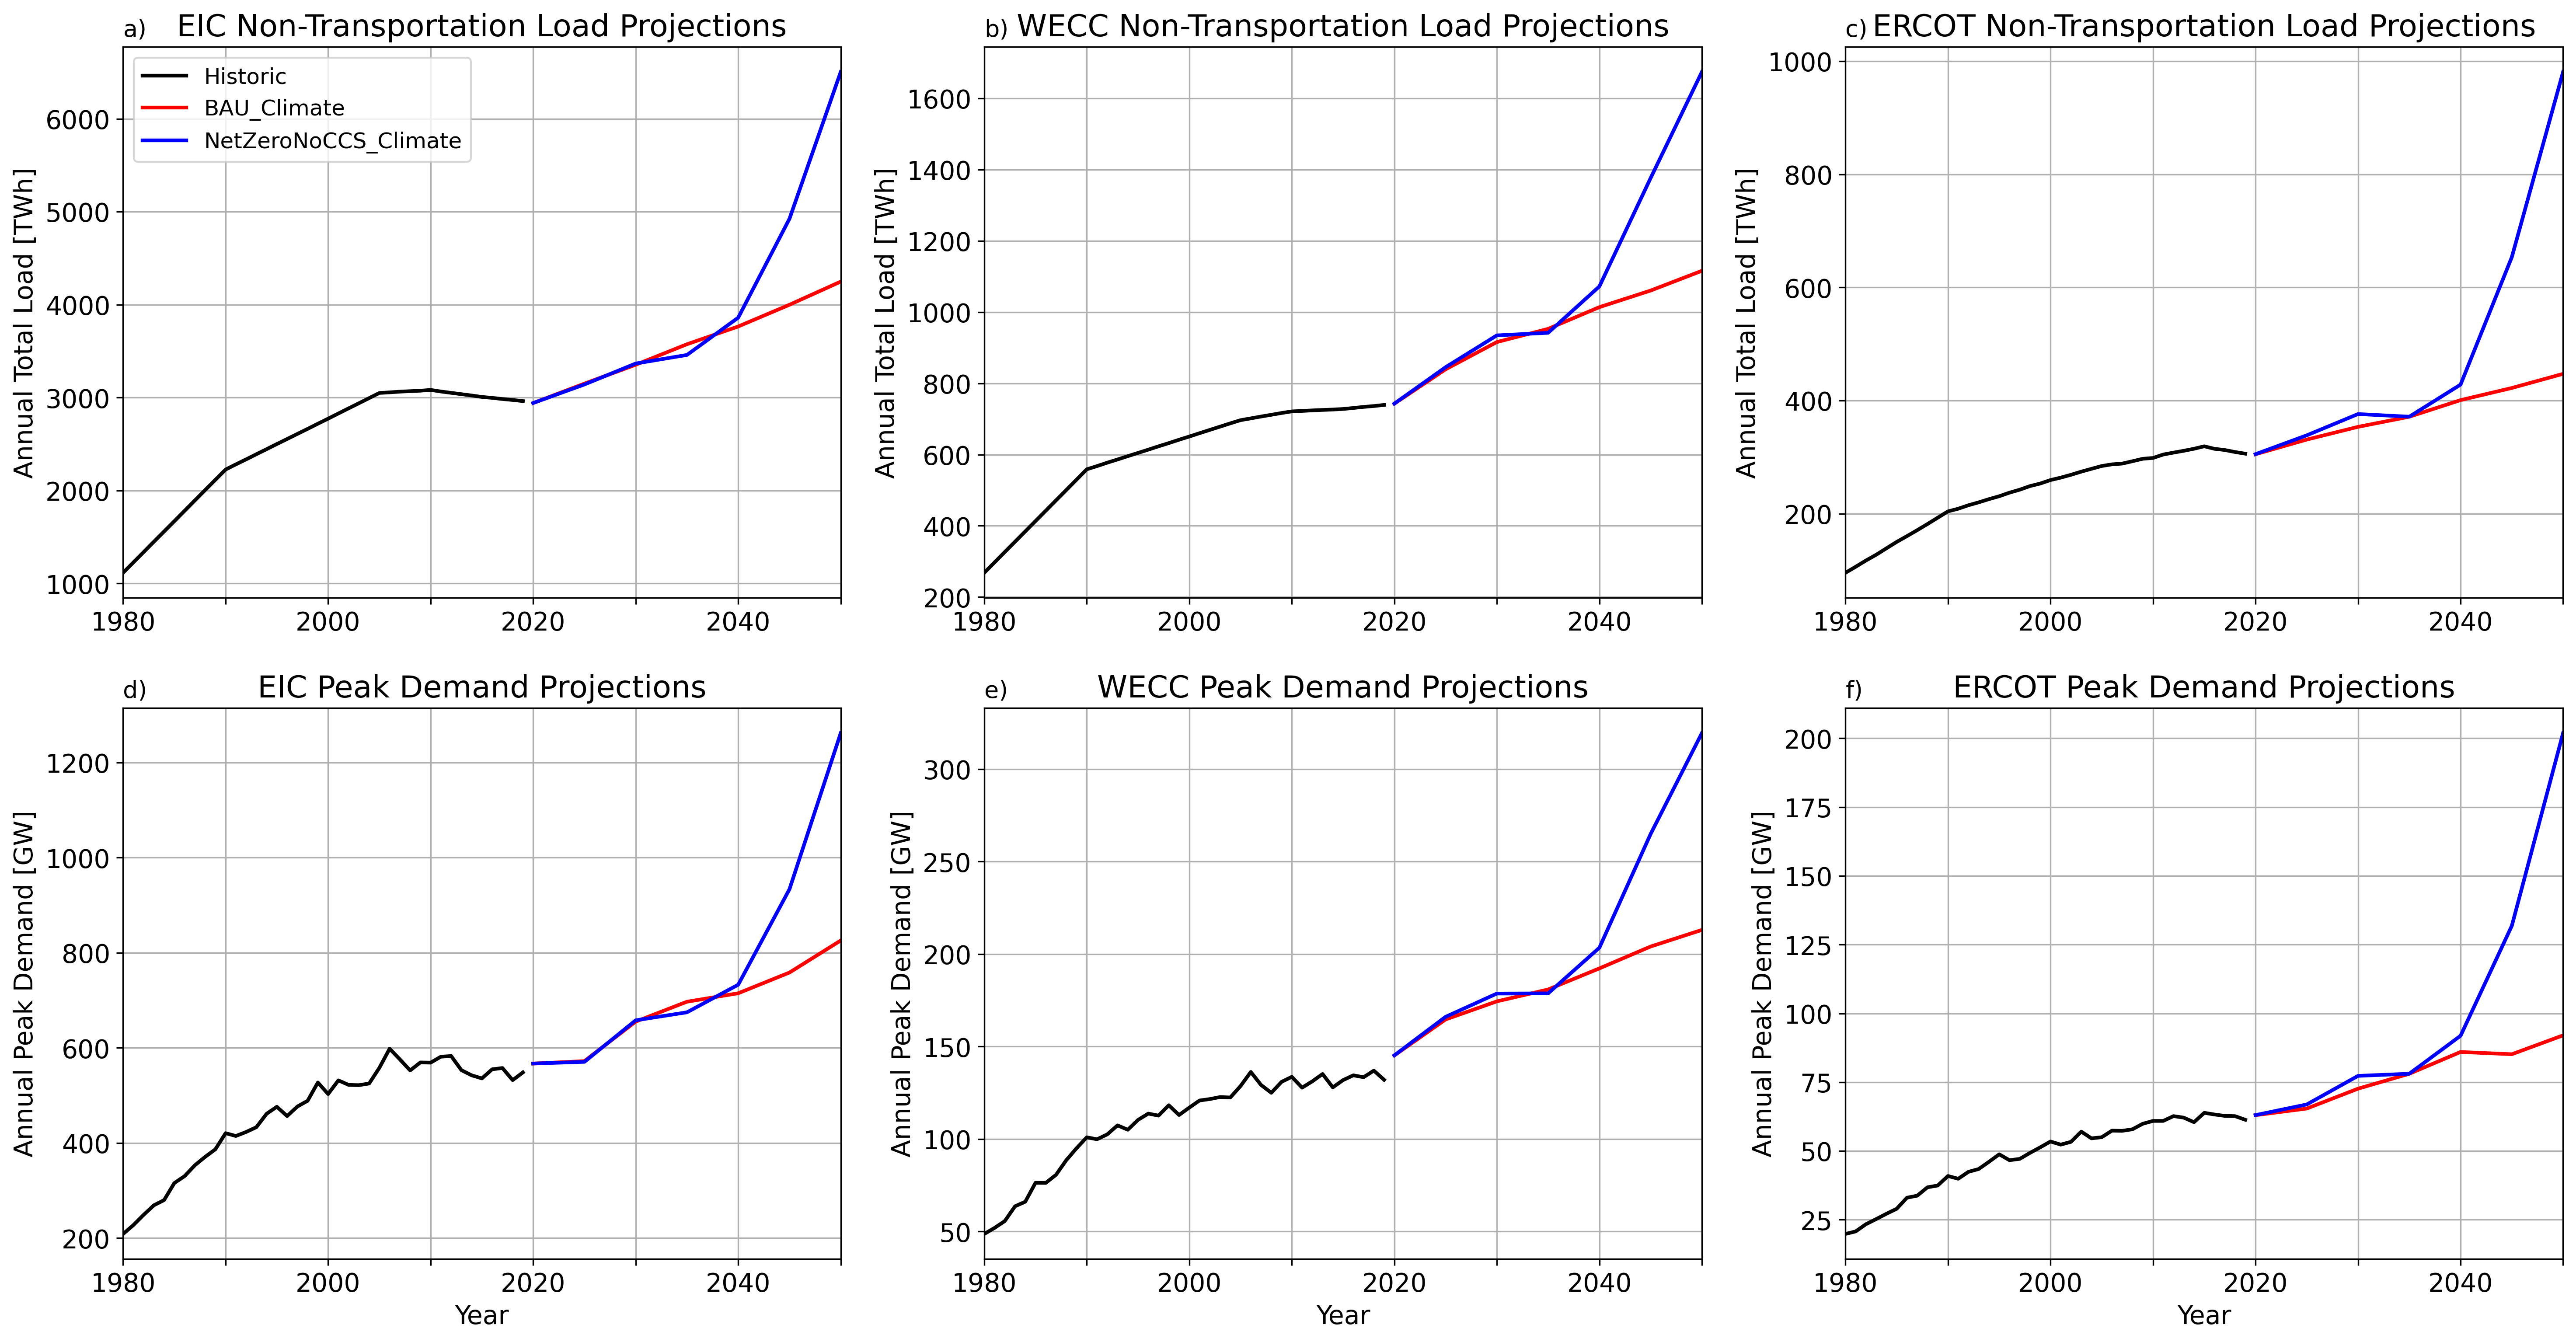 a) EIC Non-Transportation Load Projections
Historic
BAU_Climate
NetZeroNoCCS_Climate
Annual Total Load [TWh]
6000
5000
4000
3000
2000
1000
1980 2000 2020 2040
b) WECC Non-Transportation Load Projections
Annual Total Load [TWh]
1600
1400
1200
1000
800
600
400
200
1980 2000 2020 2040
c) ERCOT Non-Transportation Load Projections
Annual Total Load [TWh]
1000
800
600
400
200
1980 2000 2020 2040
d) EIC Peak Demand Projections
Annual Peak Demand [GW]
1200
1000
800
600
400
200
1980 2000 2020 2040
Year
e) WECC Peak Demand Projections
Annual Peak Demand [GW]
300
250
200
150
100
50
1980 2000 2020 2040
Year
f) ERCOT Peak Demand Projections
Annual Peak Demand [GW]
200
175
150
125
100
75
50
25
1980 2000 2020 2040
Year